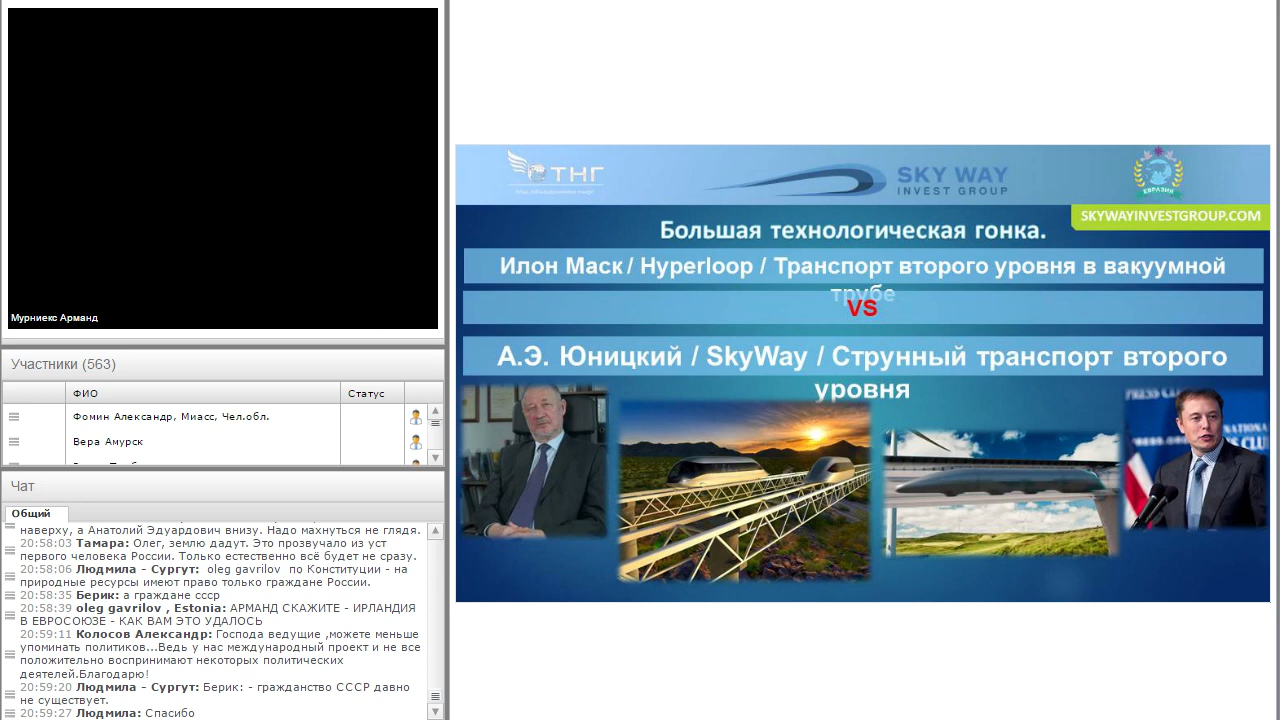 Мурниекс Арманд
Участники (563)
ФИО
Статус
Фомин Александр, Миасс, Чел.обл.
Вера Амурск
Чат
Общий
наверху, а Анатолий Эдуардович внизу. Надо махнуться не глядя.
20:58:03 Тамара: Олег, землю дадут. Это прозвучало из уст
первого человека России. Только естественно всё будет не сразу.
20:58:06 Людмила - Сургут: oleg gavrilov по Конституции - на
природные ресурсы имеют право только граждане России.
20:58:35 Берик: а граждане ссср
20:58:39 oleg gavrilov , Estonia: АРМАНД СКАЖИТЕ - ИРЛАНДИЯ
В ЕВРОСОЮЗЕ - КАК ВАМ ЭТО УДАЛОСЬ
20:59:11 Колосов Александр: Господа ведущие ,можете меньше
упоминать политиков...Ведь у нас международный проект и не все
положительно воспринимают некоторых политических
деятелей.Благодарю!
20:59:20 Людмила - Сургут: Берик: - гражданство СССР давно
не существует.
20:59:27 Людмила: Спасибо
ТНГ
SKY WAY
INVEST GROUP
ЕВРАЗИЯ
SKYWAYINVESTGROUP.COM
Большая технологическая гонка.
Илон Маск / Hyperloop / Транспорт второго уровня в вакуумной
трубе
VS
А.Э. Юницкий / SkyWay / Струнный транспорт второго
уровня